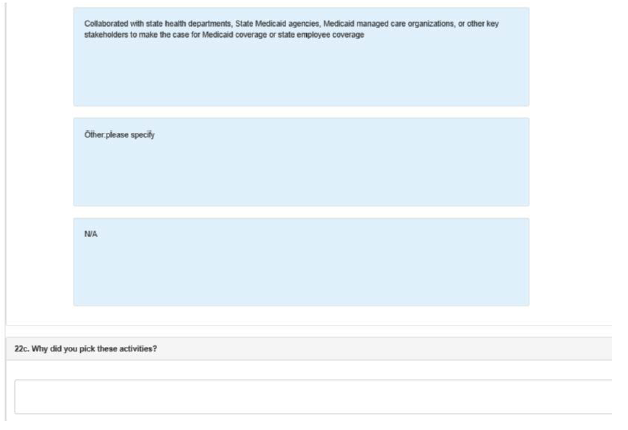 Collaborated with state health departments, State Medicaid agencies, Medicaid managed care organizations, or other key
stakeholders to make the case for Medicaid coverage or state employee coverage
Other:please specify
N/A
22c. Why did you pick these activities?